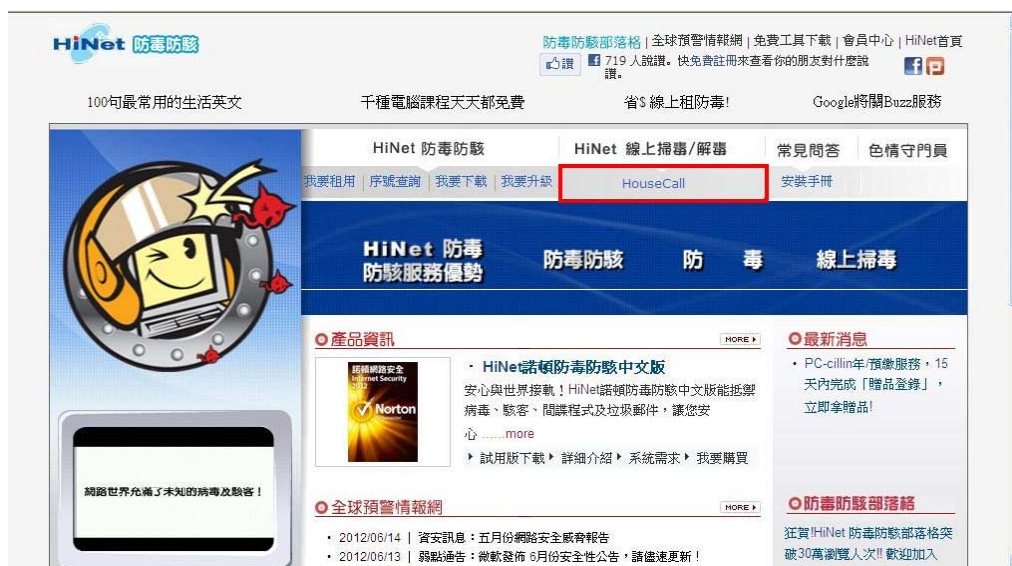 HiNet 防毒防駭
防毒防駭部落格 | 全球預警情報網 | 免費工具下載 | 會員中心 | HiNet首頁
讚 719 人說讚。快免費註冊來查看你的朋友對什麼說
讚。
100句最常用的生活英文 千種電腦課程天天都免費 省$ 線上租防毒! Google將關Buzz服務
HiNet 防毒防駭 HiNet 線上掃毒/解毒 常見問答 色情守門員
我要租用 | 序號查詢 | 我要下載 | 我要升級 HouseCall 安裝手冊
HiNet 防毒
防駭服務優勢 防毒防駭 防 毒 線上掃毒
產品資訊 MORE
諾頓網路安全
Internet Security
2012
Norton
・ HiNet諾頓防毒防駭中文版
安心與世界接軌！HiNet諾頓防毒防駭中文版能抵禦
病毒、駭客、間諜程式及垃圾郵件，讓您安
心 ......more
試用版下載 詳細介紹 系統需求 我要購買
最新消息
・ PC-cillin年/預繳服務，15
天內完成「贈品登錄」，
立即拿贈品!
網路世界充滿了未知的病毒及駭客！
全球預警情報網 MORE
・ 2012/06/14 | 資安訊息：五月份網路安全威脅報告
・ 2012/06/13 | 弱點通告：微軟發佈 6月份安全性公告，請儘速更新！
防毒防駭部落格
狂賀!HiNet 防毒防駭部落格突
破30萬瀏覽人次!! 歡迎加入